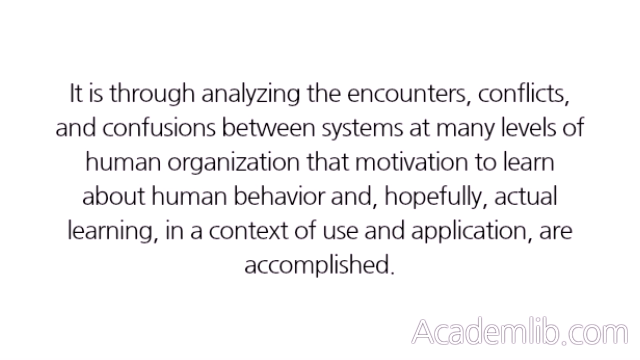 It is through analyzing the encounters, conflicts,
and confusions between systems at many levels of
human organization that motivation to learn
about human behavior and, hopefully, actual
learning, in a context of use and application, are
accomplished.
Academlib.com